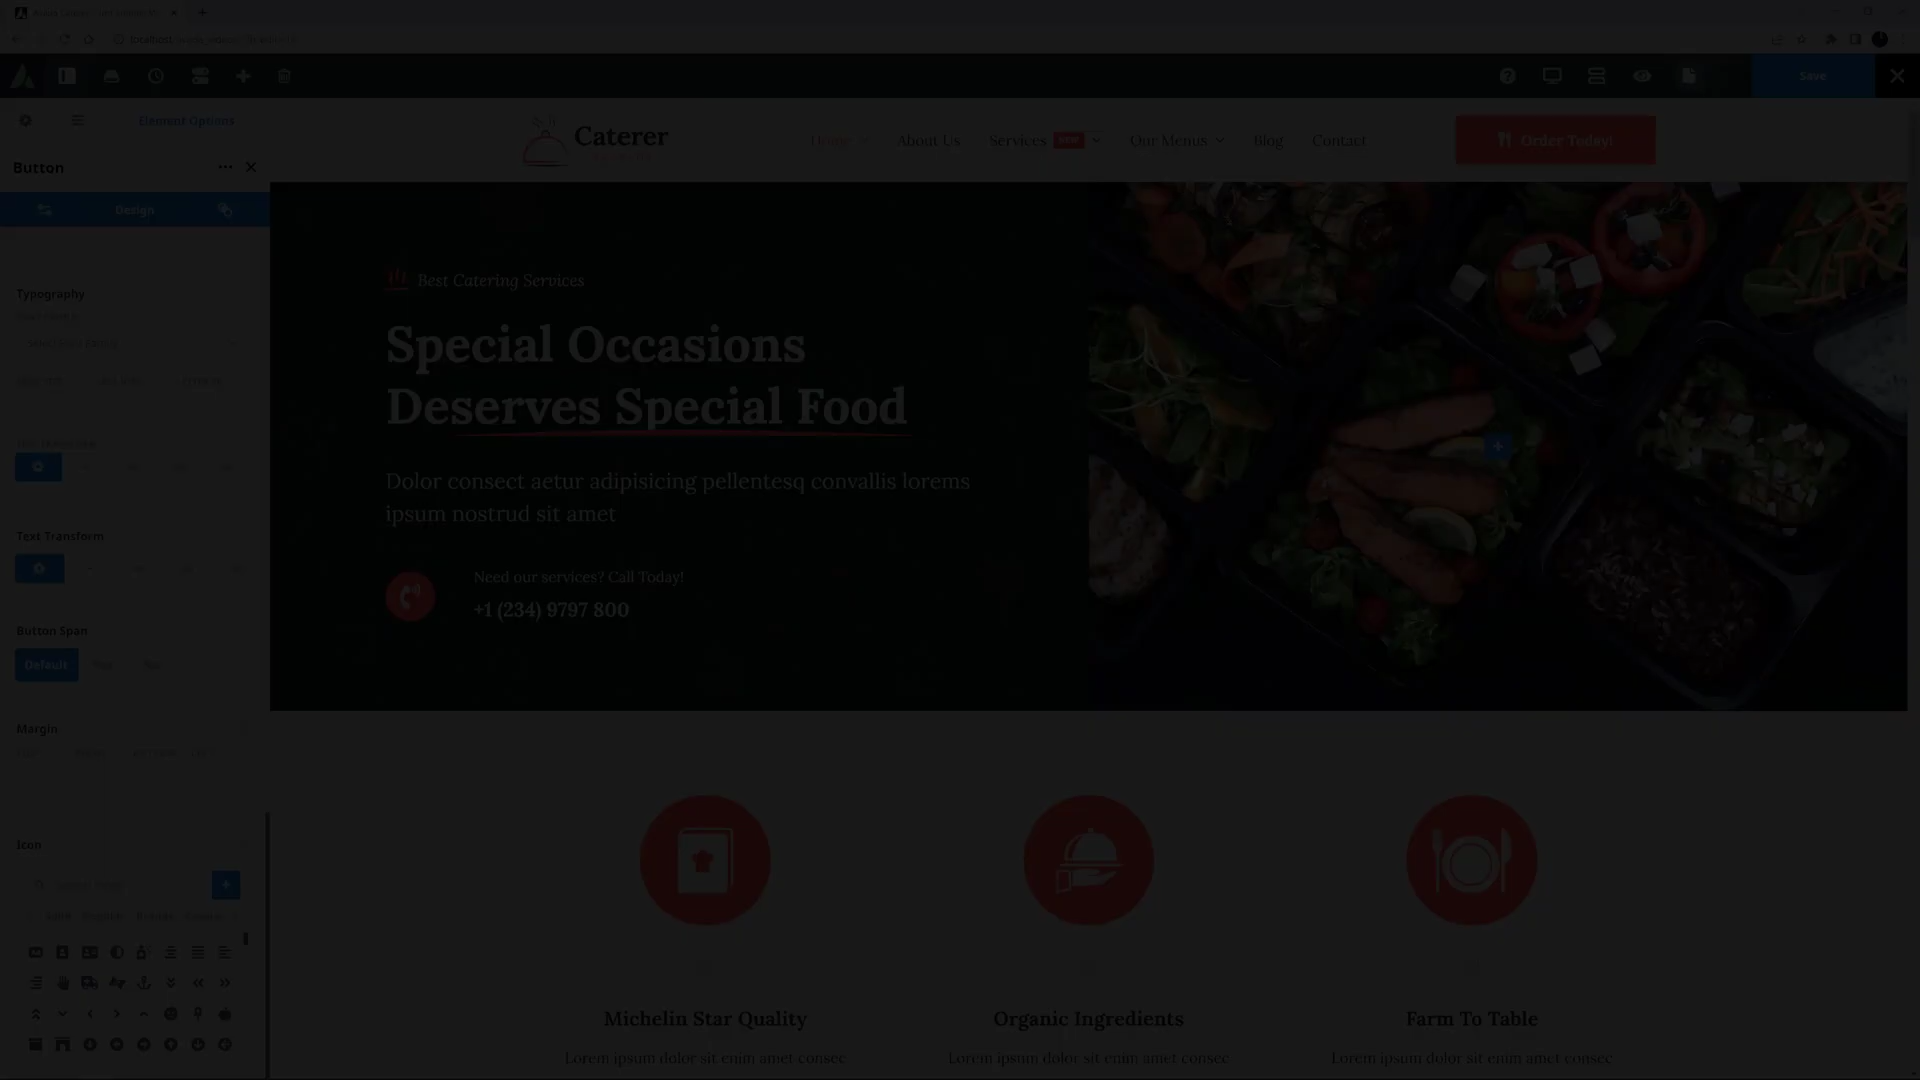 localhost
Save
Element Options
Caterer
Home
About Us
Services NEW
Our Menus
Blog
Contact
Order Today!
Button
Design
Best Catering Services
Typography
Special Occasions
Deserves Special Food
Dolor consect aetur adipisicing pellentesq convallis lorems
ipsum nostrud sit amet
Text Transform
Need our services? Call Today!
+1 (234) 9797 800
Button Span
Default
Margin
Icon
Michelin Star Quality
Organic Ingredients
Farm To Table
Lorem ipsum dolor sit enim amet consec
Lorem ipsum dolor sit enim amet consec
Lorem ipsum dolor sit enim amet consec